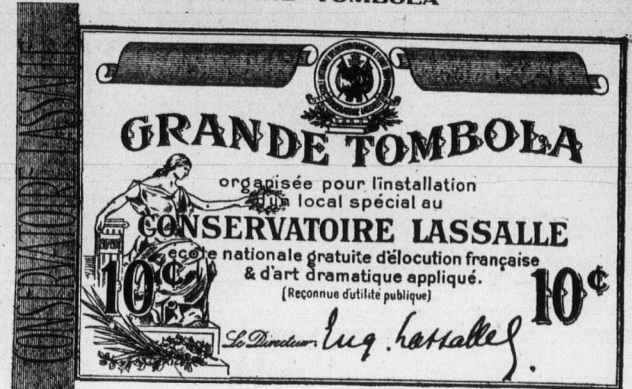 TOMBOLA
CONSERVATOIRE LASSALLE
GRANDE TOMBOLA
organisée pour l'installation
d'un local spécial au
CONSERVATOIRE LASSALLE
école nationale gratuite d'élocution française
& d'art dramatique appliqué.
(Reconnue d'utilité publique)
10¢
10¢
Le Directeur Eug. Lassalle